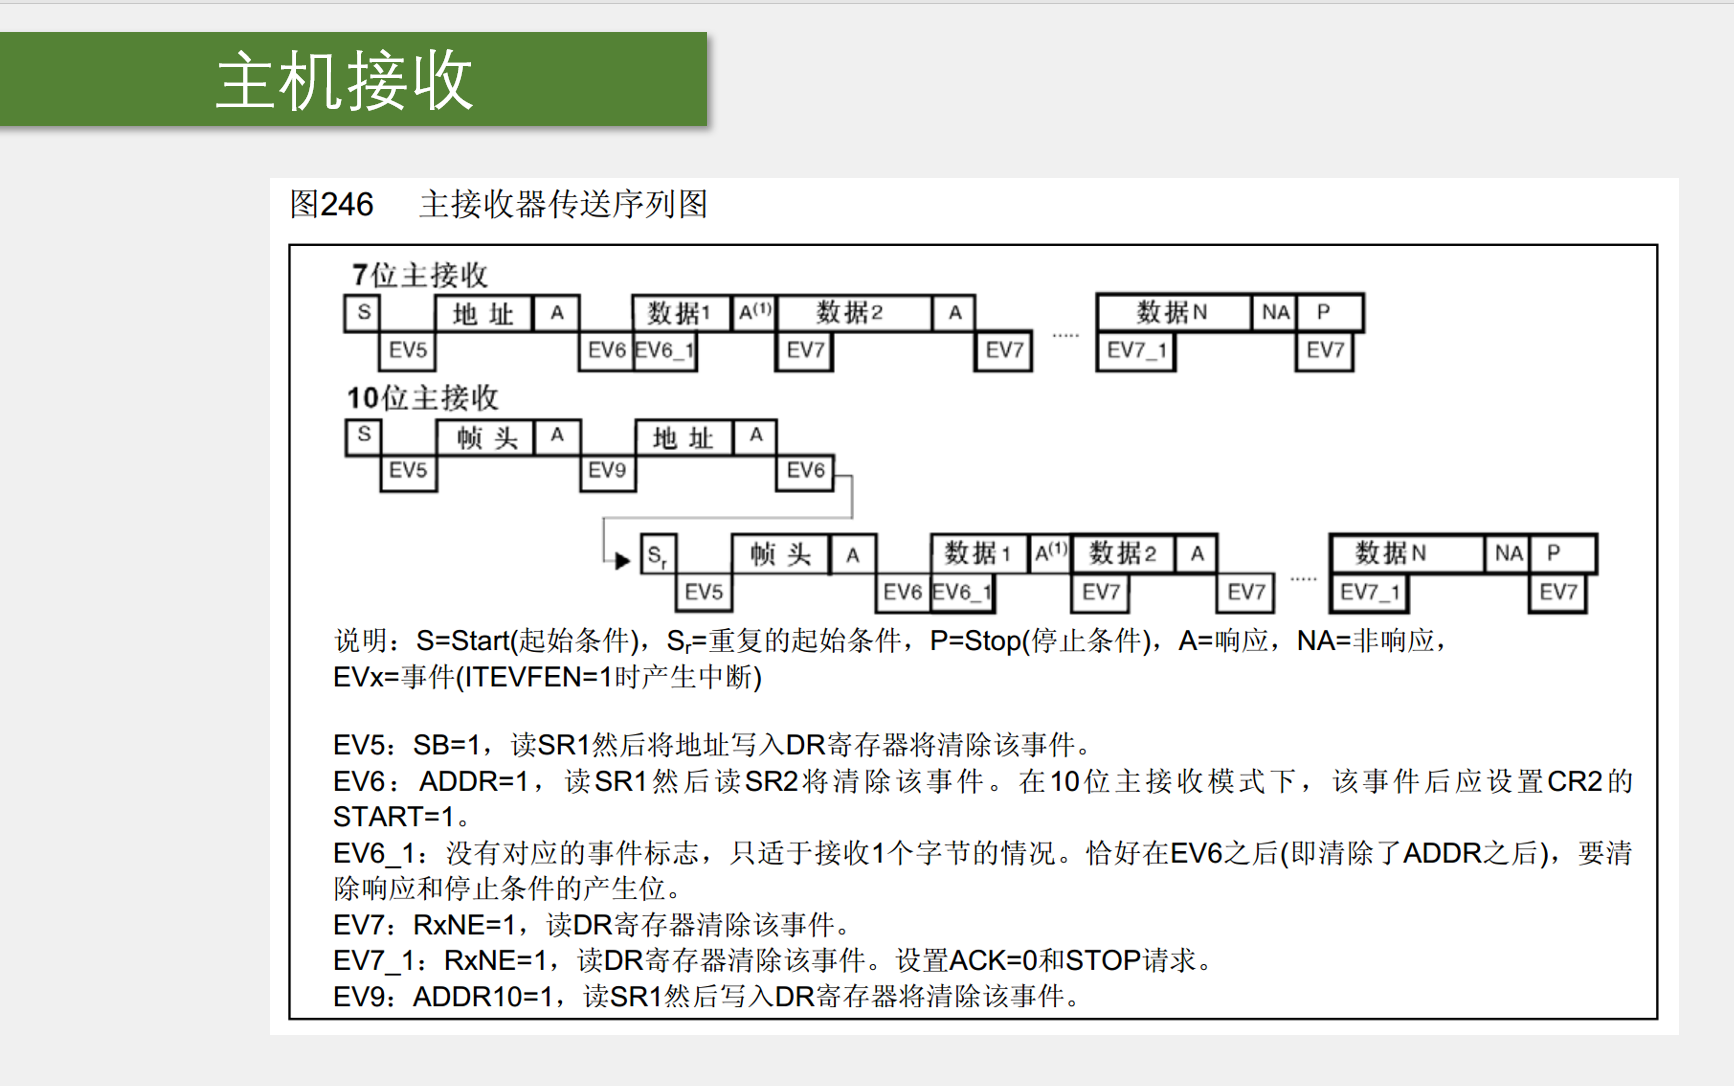 主机接收
图246 主接收器传送序列图
7位主接收
S 地址 A 数据1 A(1) 数据2 A ..... 数据N NA P
EV5 EV6 EV6_1 EV7 EV7 EV7_1 EV7
10位主接收
S 帧头 A 地址 A
EV5 EV9 EV6
Sr 帧头 A 数据1 A(1) 数据2 A ..... 数据N NA P
EV5 EV6 EV6_1 EV7 EV7 EV7_1 EV7
说明：S=Start(起始条件)，Sr=重复的起始条件，P=Stop(停止条件)，A=响应，NA=非响应，
EVx=事件(ITEVFEN=1时产生中断)
EV5：SB=1，读SR1然后将地址写入DR寄存器将清除该事件。
EV6：ADDR=1，读SR1然后读SR2将清除该事件。在10位主接收模式下，该事件后应设置CR2的
START=1。
EV6_1：没有对应的事件标志，只适于接收1个字节的情况。恰好在EV6之后(即清除了ADDR之后)，要清
除响应和停止条件的产生位。
EV7：RxNE=1，读DR寄存器清除该事件。
EV7_1：RxNE=1，读DR寄存器清除该事件。设置ACK=0和STOP请求。
EV9：ADDR10=1，读SR1然后写入DR寄存器将清除该事件。